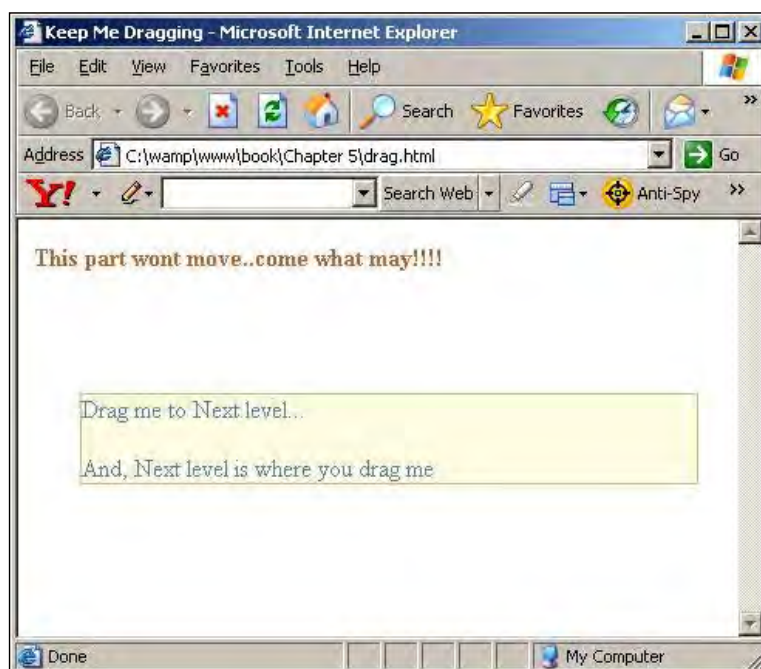 Keep Me Dragging - Microsoft Internet Explorer
File Edit View Favorites Tools Help
Back Search Favorites »
Address C:\wamp\www\book\Chapter 5\drag.html Go
Y! Search Web Anti-Spy »
This part wont move..come what may!!!!
Drag me to Next level...
And, Next level is where you drag me
Done My Computer